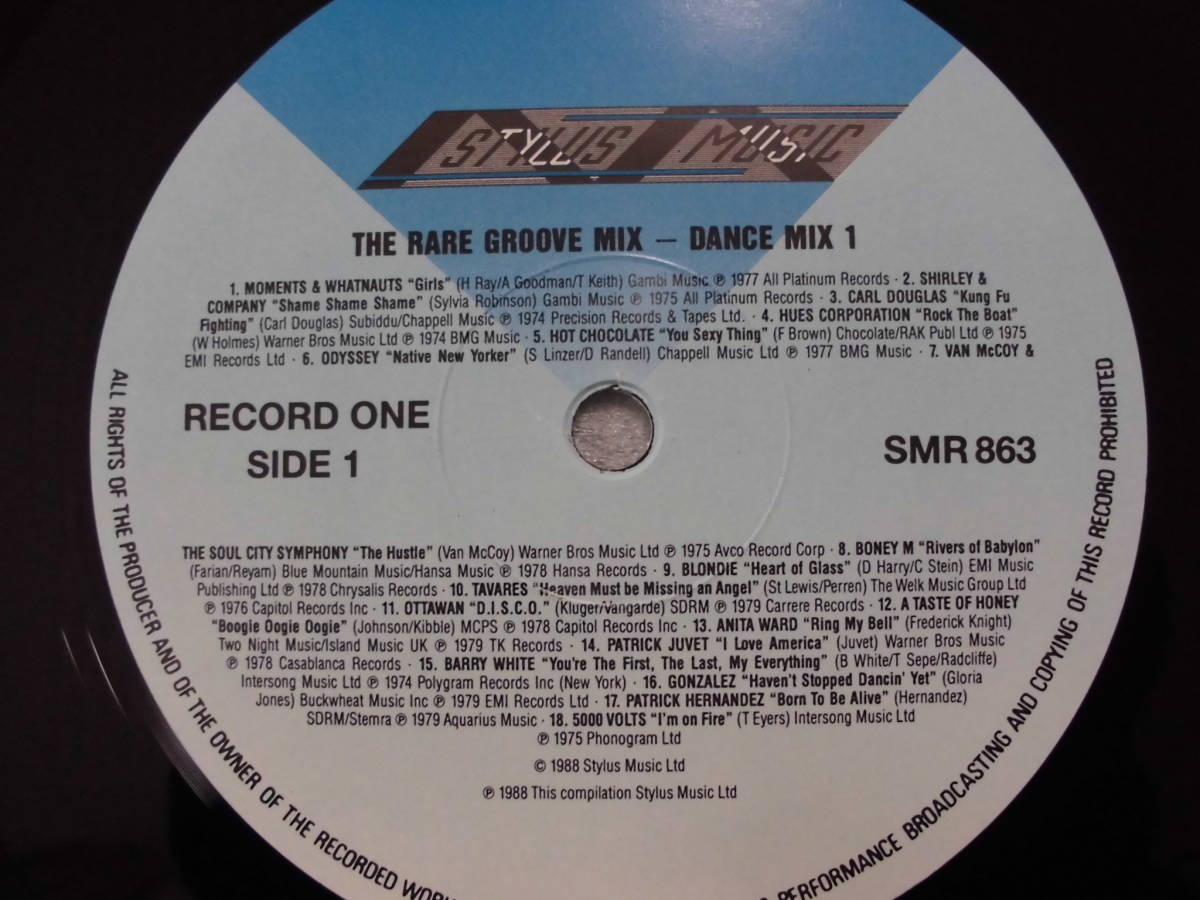 STYLUS MUSIC
THE RARE GROOVE MIX – DANCE MIX 1
1. MOMENTS & WHATNAUTS "Girls" (H Ray/A Goodman/T Keith) Gambi Music ℗ 1977 All Platinum Records · 2. SHIRLEY &
COMPANY "Shame Shame Shame" (Sylvia Robinson) Gambi Music ℗ 1975 All Platinum Records · 3. CARL DOUGLAS "Kung Fu
Fighting" (Carl Douglas) Subiddu/Chappell Music ℗ 1974 Precision Records & Tapes Ltd. · 4. HUES CORPORATION "Rock The Boat"
(W Holmes) Warner Bros Music Ltd ℗ 1974 BMG Music · 5. HOT CHOCOLATE "You Sexy Thing" (F Brown) Chocolate/RAK Publ Ltd ℗ 1975
EMI Records Ltd · 6. ODYSSEY "Native New Yorker" (S Linzer/D Randell) Chappell Music Ltd ℗ 1977 BMG Music · 7. VAN McCOY &
RECORD ONE
SIDE 1
SMR 863
THE SOUL CITY SYMPHONY "The Hustle" (Van McCoy) Warner Bros Music Ltd ℗ 1975 Avco Record Corp · 8. BONEY M "Rivers of Babylon"
(Farian/Reyam) Blue Mountain Music/Hansa Music ℗ 1978 Hansa Records · 9. BLONDIE "Heart of Glass" (D Harry/C Stein) EMI Music
Publishing Ltd ℗ 1978 Chrysalis Records · 10. TAVARES "Heaven Must be Missing an Angel" (St Lewis/Perren) The Welk Music Group Ltd
℗ 1976 Capitol Records Inc · 11. OTTAWAN "D.I.S.C.O." (Kluger/Vangarde) SDRM ℗ 1979 Carrere Records · 12. A TASTE OF HONEY
"Boogie Oogie Oogie" (Johnson/Kibble) MCPS ℗ 1978 Capitol Records Inc · 13. ANITA WARD "Ring My Bell" (Frederick Knight)
Two Night Music/Island Music UK ℗ 1979 TK Records · 14. PATRICK JUVET "I Love America" (Juvet) Warner Bros Music
℗ 1978 Casablanca Records · 15. BARRY WHITE "You're The First, The Last, My Everything" (B White/T Sepe/Radcliffe)
Intersong Music Ltd ℗ 1974 Polygram Records Inc (New York) · 16. GONZALEZ "Haven't Stopped Dancin' Yet" (Gloria
Jones) Buckwheat Music Inc ℗ 1979 EMI Records Ltd · 17. PATRICK HERNANDEZ "Born To Be Alive" (Hernandez)
SDRM/Stemra ℗ 1979 Aquarius Music · 18. 5000 VOLTS "I'm on Fire" (T Eyers) Intersong Music Ltd
℗ 1975 Phonogram Ltd
© 1988 Stylus Music Ltd
℗ 1988 This compilation Stylus Music Ltd
ALL RIGHTS OF THE PRODUCER AND OF THE OWNER OF THE RECORDED
PERFORMANCE BROADCASTING AND COPYING OF THIS RECORD PROHIBITED